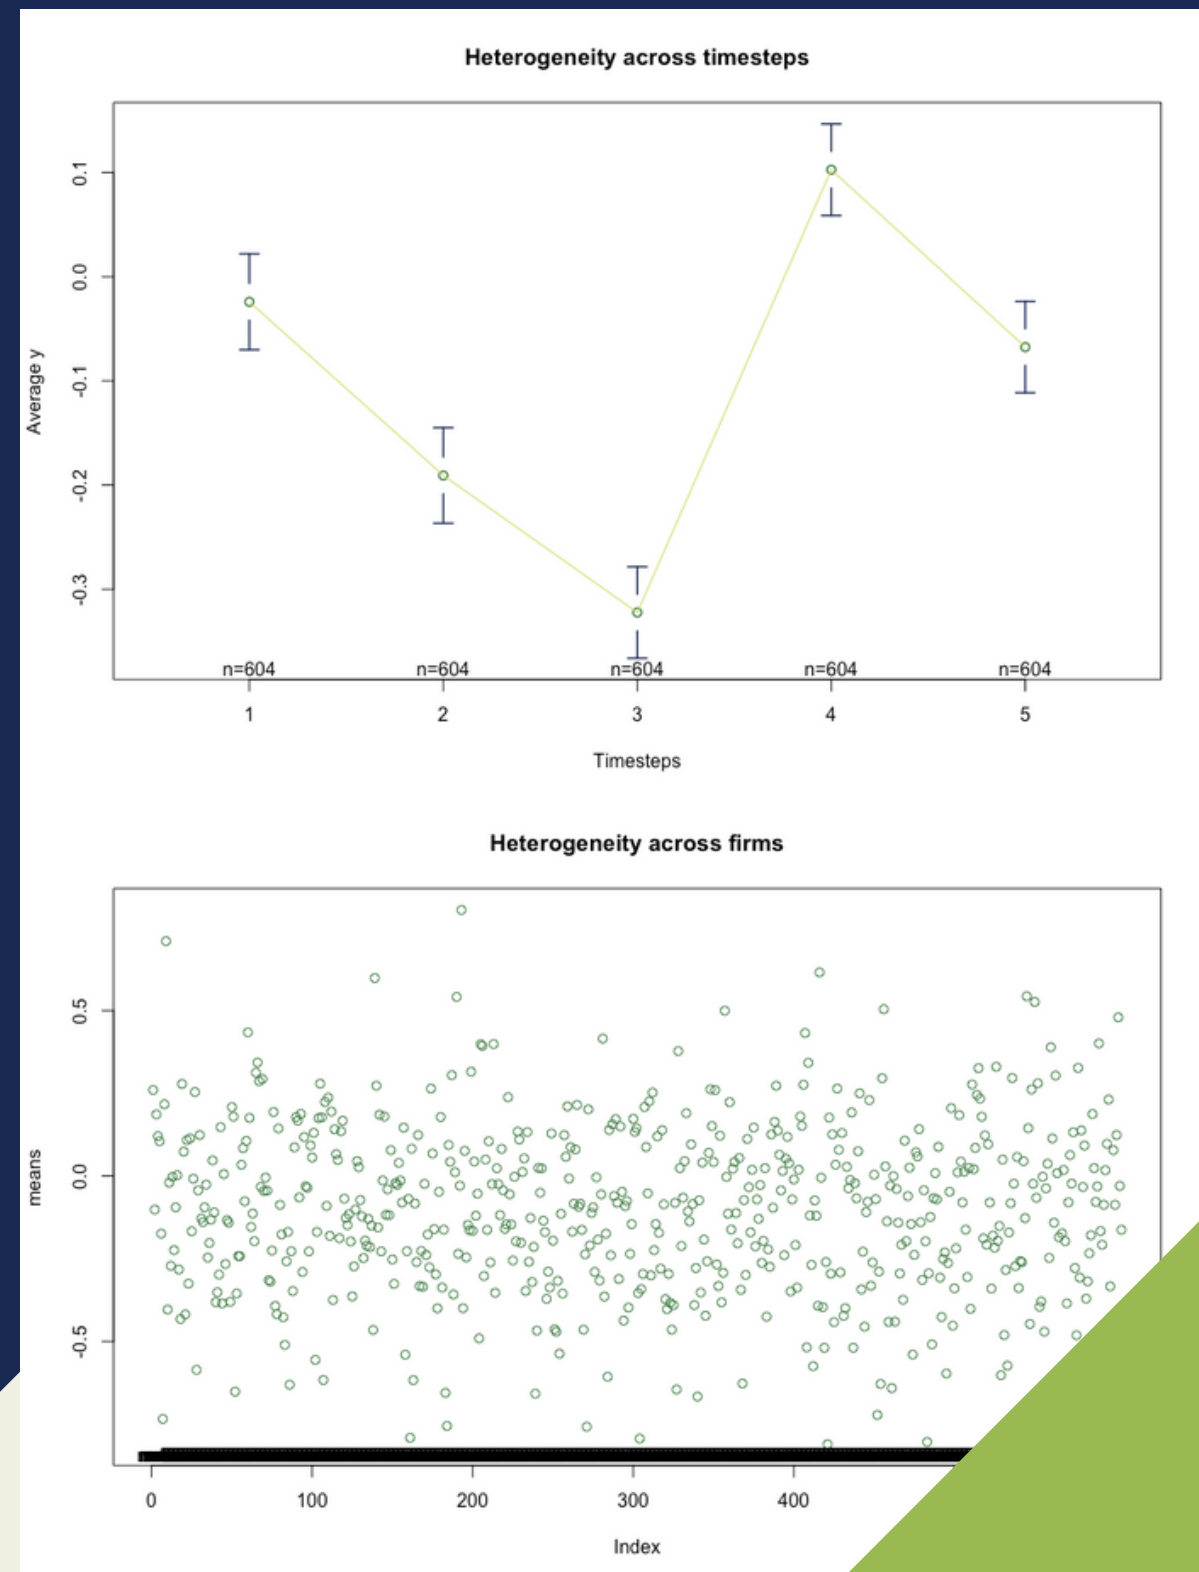 Heterogeneity across timesteps
0.1
0.0
-0.1
-0.2
-0.3
Average y
n=604 n=604 n=604 n=604 n=604
1 2 3 4 5
Timesteps
Heterogeneity across firms
0.5
0.0
-0.5
means
0 100 200 300 400
Index